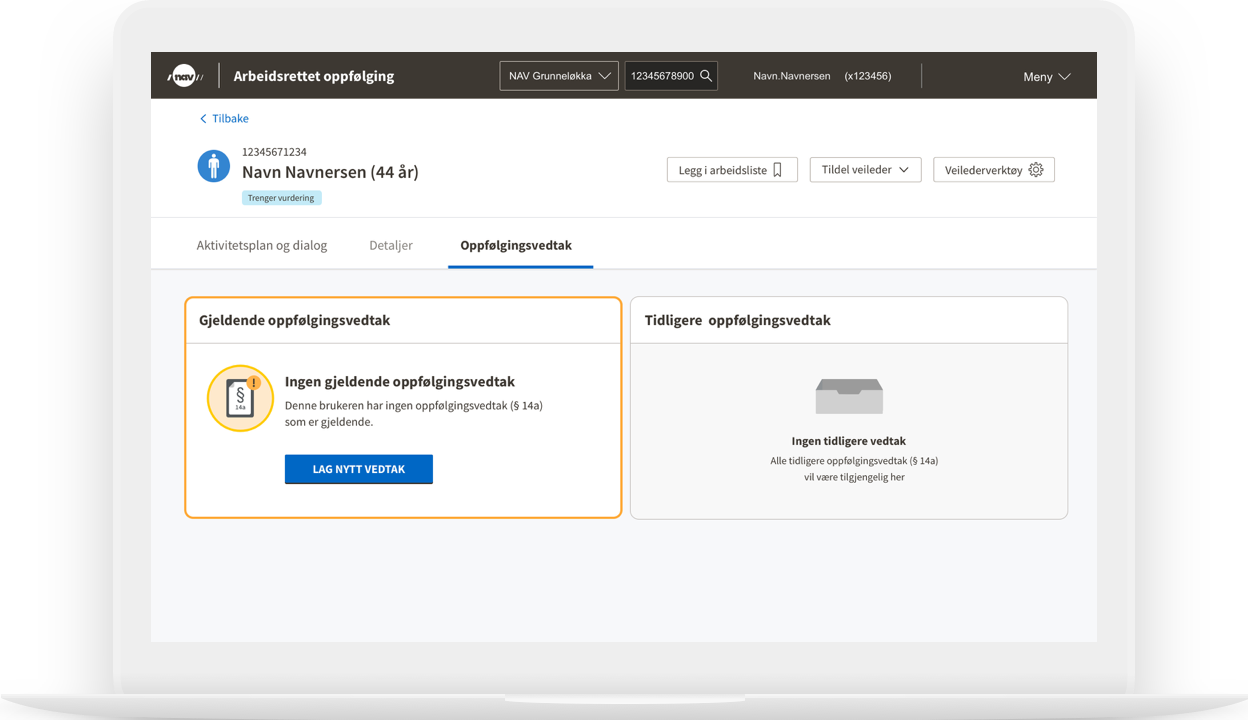 nav
Arbeidsrettet oppfølging
NAV Grunneløkka
12345678900
Navn.Navnersen (x123456)
Meny
Tilbake
12345671234
Navn Navnersen (44 år)
Trenger vurdering
Legg i arbeidsliste
Tildel veileder
Veilederverktøy
Aktivitetsplan og dialog
Detaljer
Oppfølgingsvedtak
Gjeldende oppfølgingsvedtak
§
14a
!
Ingen gjeldende oppfølgingsvedtak
Denne brukeren har ingen oppfølgingsvedtak (§ 14a)
som er gjeldende.
LAG NYTT VEDTAK
Tidligere oppfølgingsvedtak
Ingen tidligere vedtak
Alle tidligere oppfølgingsvedtak (§ 14a)
vil være tilgjengelig her